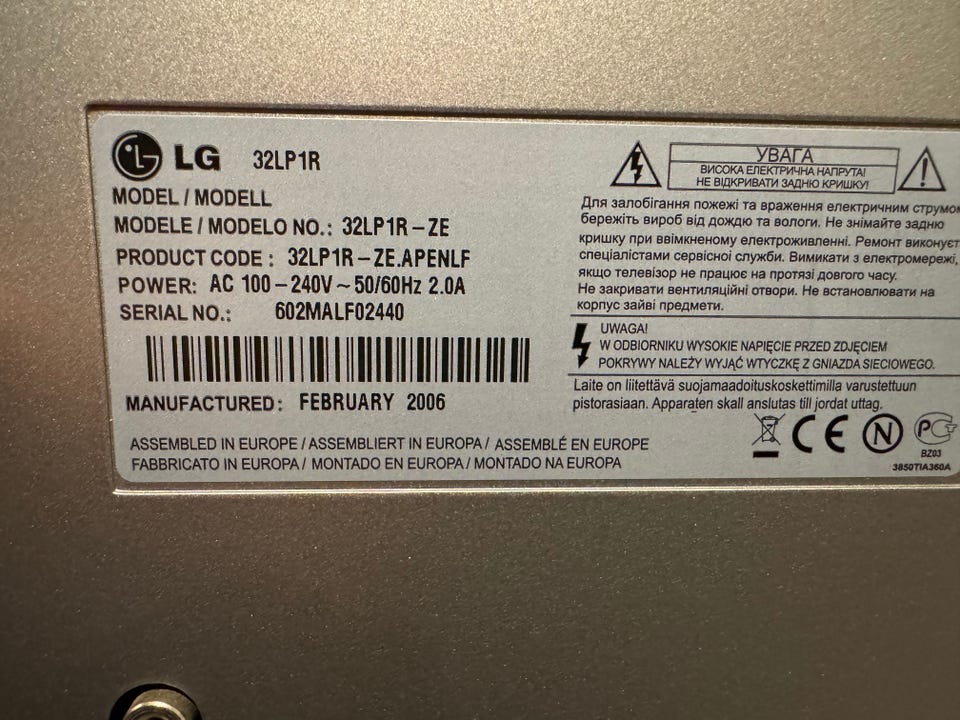 LG 32LP1R
MODEL / MODELL
MODELE / MODELO NO.: 32LP1R-ZE
PRODUCT CODE : 32LP1R-ZE.APENLF
POWER: AC 100-240V~50/60Hz 2.0A
SERIAL NO.: 602MALF02440
MANUFACTURED: FEBRUARY 2006
ASSEMBLED IN EUROPE / ASSEMBLIERT IN EUROPA / ASSEMBLÉ EN EUROPE
FABBRICATO IN EUROPA / MONTADO EN EUROPA / MONTADO NA EUROPA
УВАГА
ВИСОКА ЕЛЕКТРИЧНА НАПРУГА!
НЕ ВІДКРИВАТИ ЗАДНЮ КРИШКУ!
Для запобігання пожежі та враження електричним струмом
бережіть вироб від дождю та вологи. Не знімайте задню
кришку при ввімкненому електроживленні. Ремонт виконуєт
спеціалістами сервісної служби. Вимикати з електромережі,
якщо телевізор не працює на протязі довгого часу.
Не закривати вентиляційні отвори. Не встановлювати на
корпус зайві предмети.
UWAGA!
W ODBIORNIKU WYSOKIE NAPIĘCIE PRZED ZDJĘCIEM
POKRYWY NALEŻY WYJĄĆ WTYCZKĘ Z GNIAZDA SIECIOWEGO.
Laite on liitettävä suojamaadoituskoskettimilla varustettuun
pistorasiaan. Apparaten skall anslutas till jordat uttag.
CE N PC
BZ03
3850TIA360A